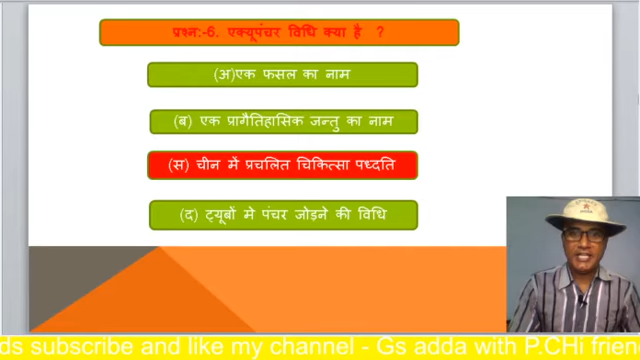 प्रश्न:-6. एक्यूपंचर विधि क्या है ?
(अ)एक फसल का नाम
(ब) एक प्रागैतिहासिक जन्तु का नाम
(स) चीन में प्रचलित चिकित्सा पध्दति
(द) ट्यूबों मे पंचर जोड़ने की विधि
ds subscribe and like my channel - Gs adda with P.CHi frien